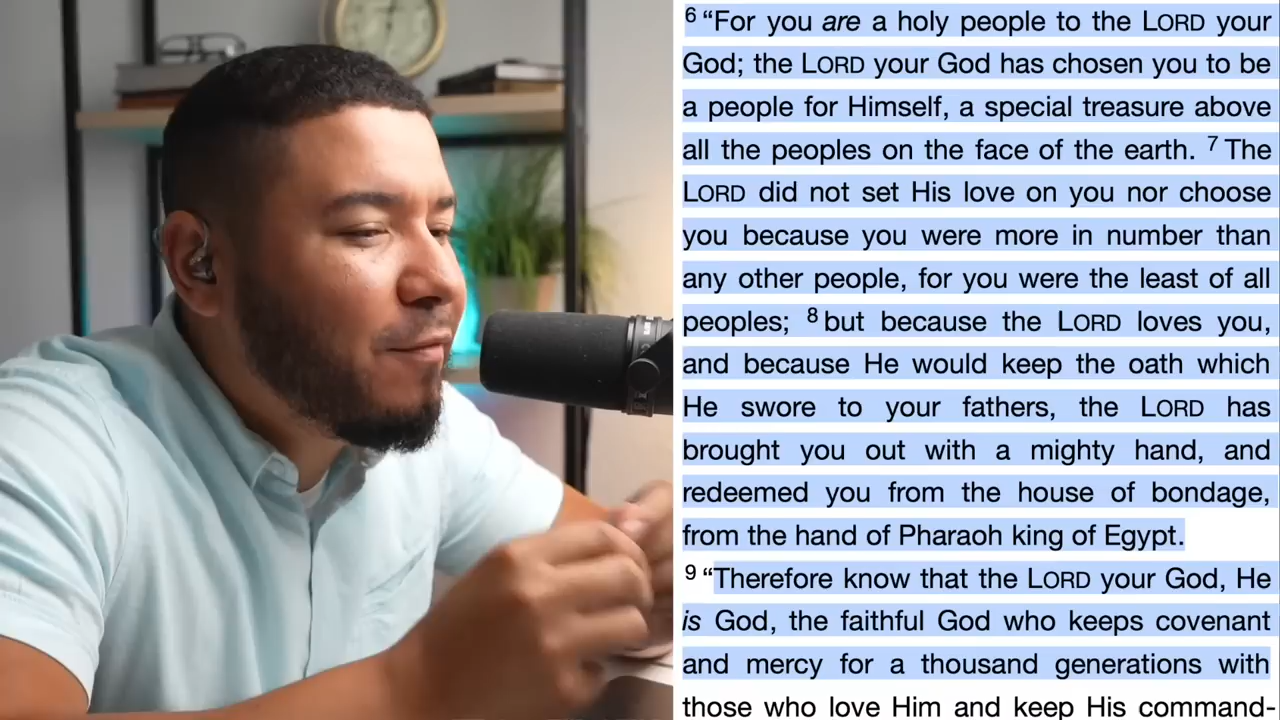 6 “For you are a holy people to the LORD your
God; the LORD your God has chosen you to be
a people for Himself, a special treasure above
all the peoples on the face of the earth. 7 The
LORD did not set His love on you nor choose
you because you were more in number than
any other people, for you were the least of all
peoples; 8 but because the LORD loves you,
and because He would keep the oath which
He swore to your fathers, the LORD has
brought you out with a mighty hand, and
redeemed you from the house of bondage,
from the hand of Pharaoh king of Egypt.
9 “Therefore know that the LORD your God, He
is God, the faithful God who keeps covenant
and mercy for a thousand generations with
those who love Him and keep His command-